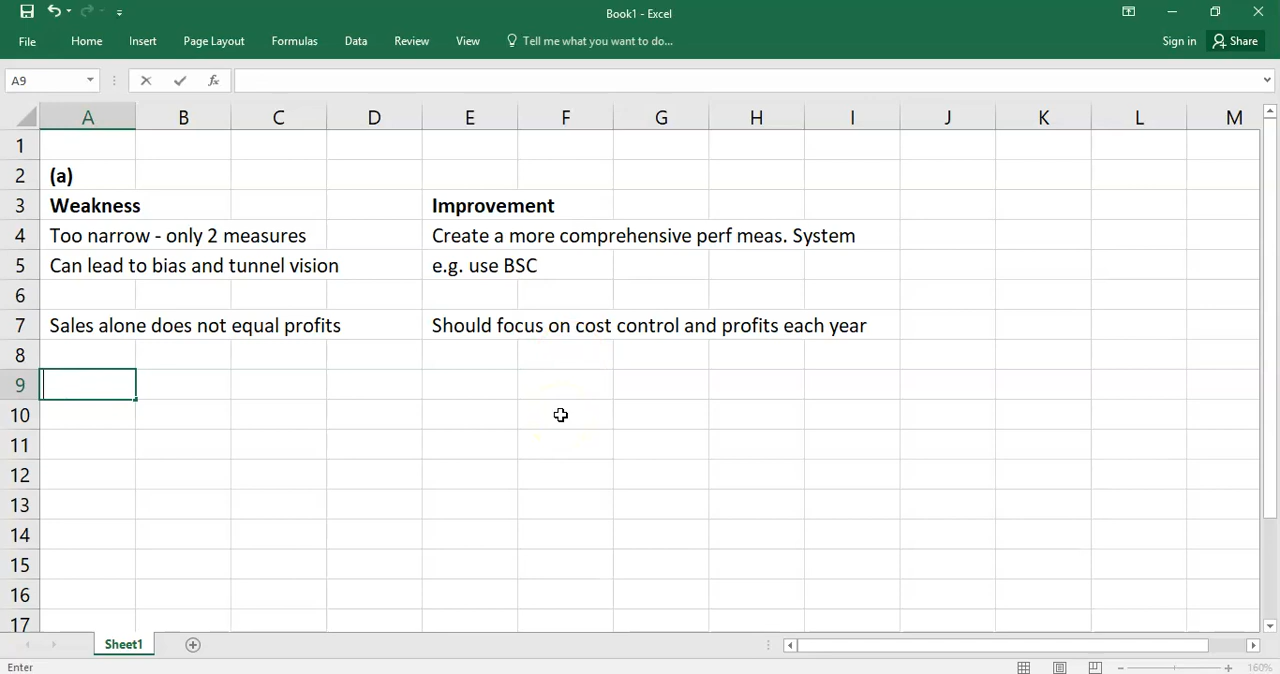 Book1 - Excel
File Home Insert Page Layout Formulas Data Review View Tell me what you want to do... Sign in Share
A9 fx
A B C D E F G H I J K L M
1
2 (a)
3 Weakness Improvement
4 Too narrow - only 2 measures Create a more comprehensive perf meas. System
5 Can lead to bias and tunnel vision e.g. use BSC
6
7 Sales alone does not equal profits Should focus on cost control and profits each year
8
9
10
11
12
13
14
15
16
17
Sheet1
Enter 160%